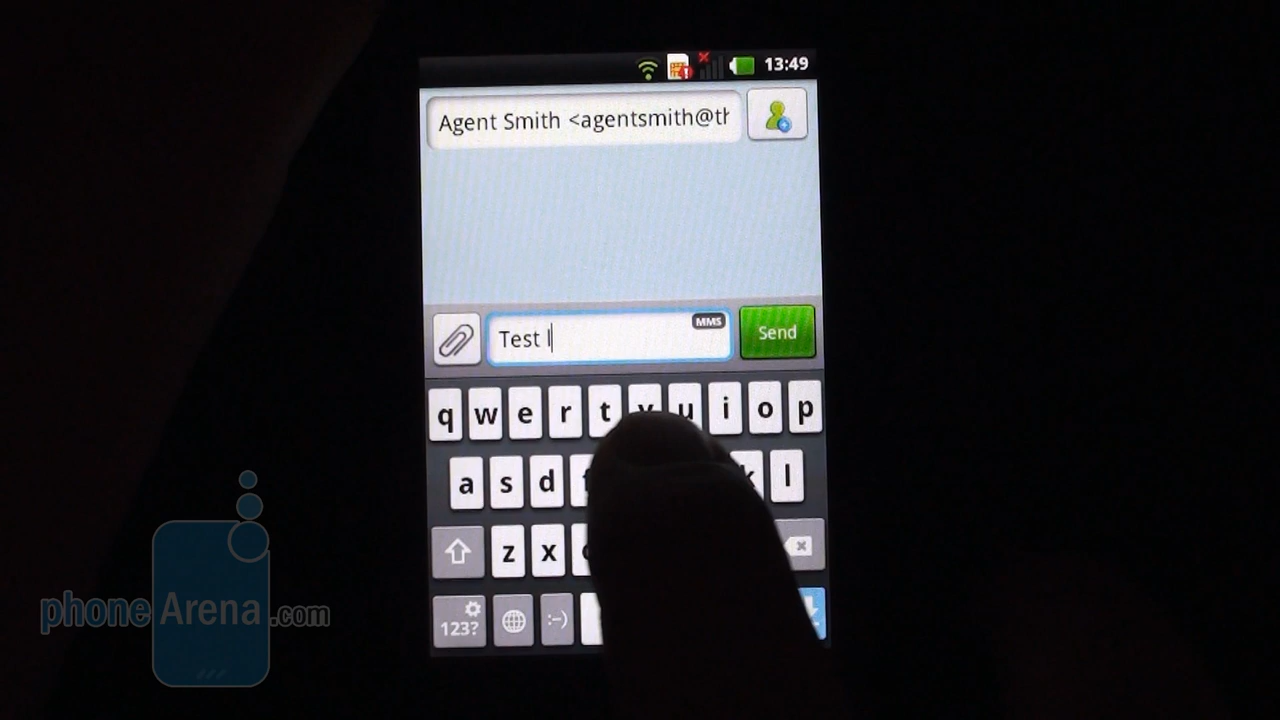 13:49
Agent Smith <agentsmith@th
MMS
Test l
Send
q w e r t y u i o p
a s d f k l
z x c
123? :-)
phoneArena.com